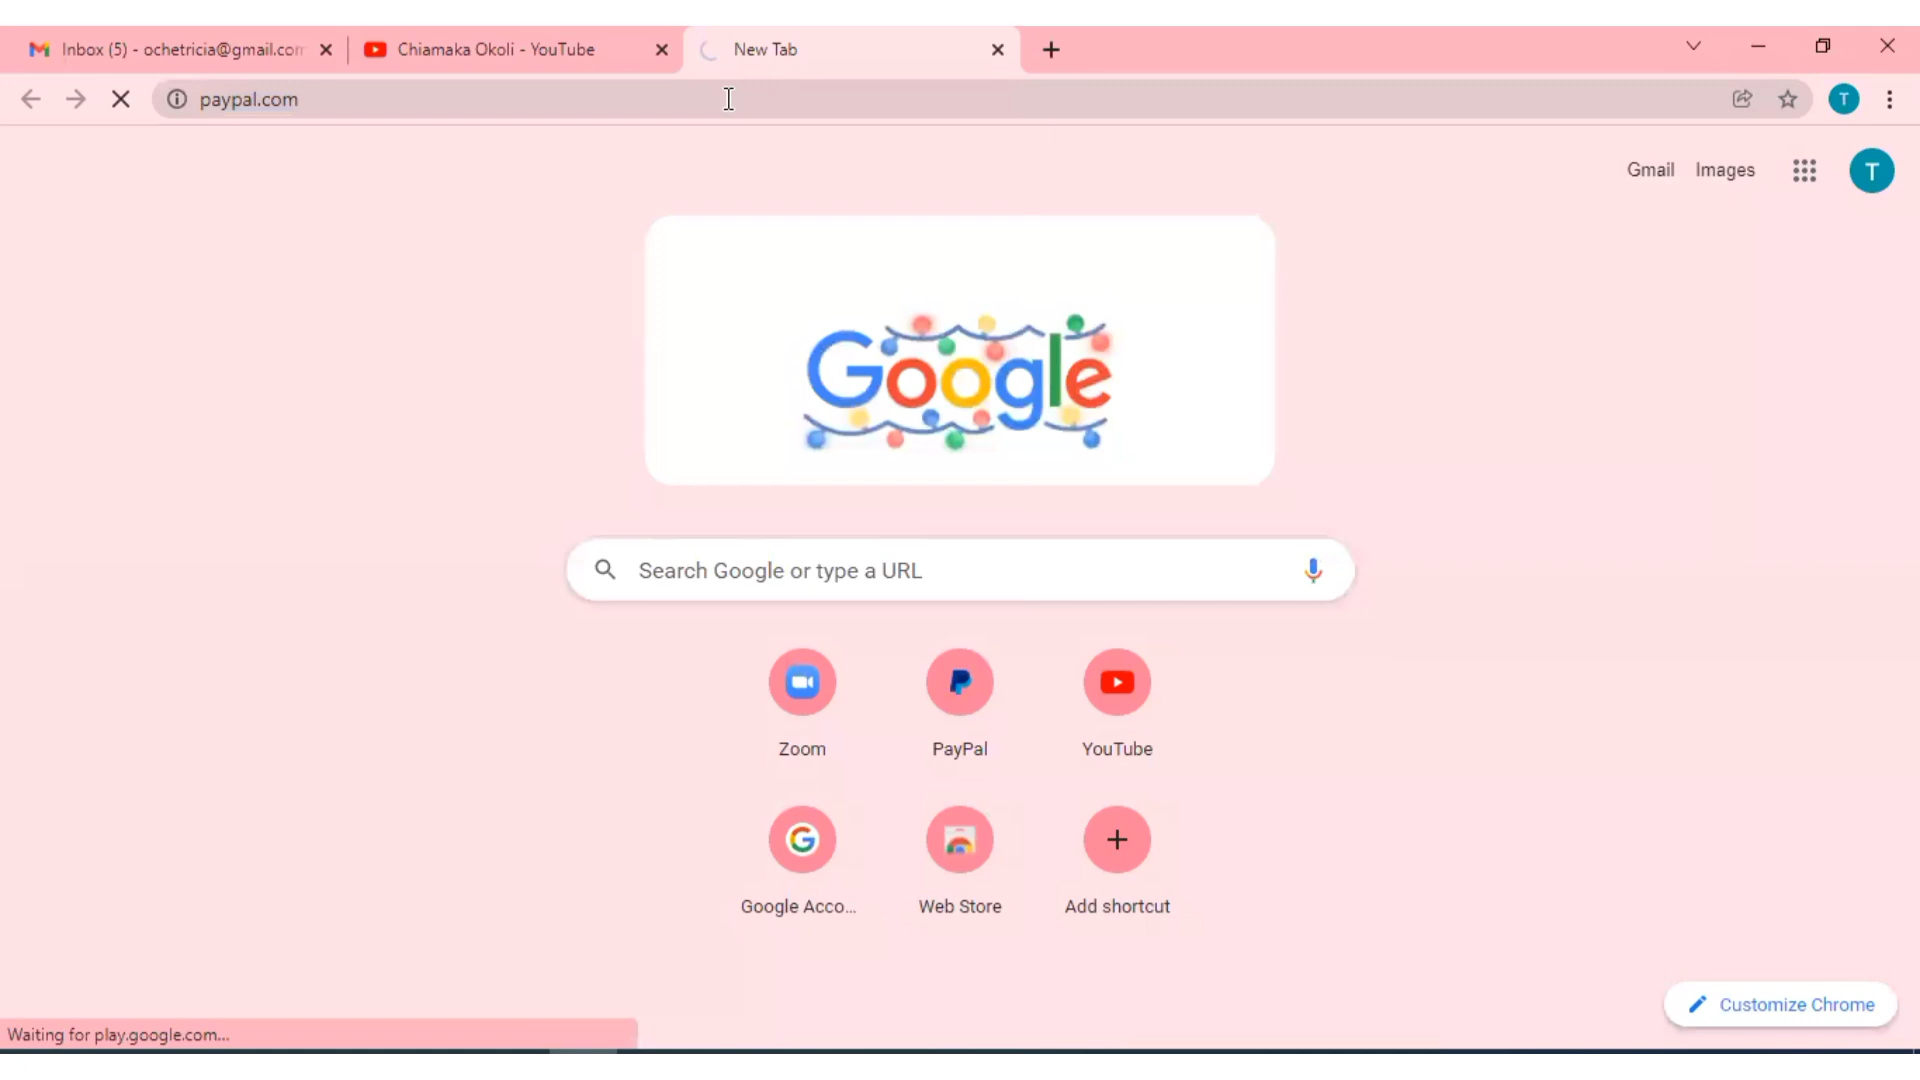 Inbox (5) - ochetricia@gmail.com
Chiamaka Okoli - YouTube
New Tab
paypal.com
T
Gmail
Images
T
Google
Search Google or type a URL
Zoom
PayPal
YouTube
Google Acco...
Web Store
Add shortcut
Customize Chrome
Waiting for play.google.com...